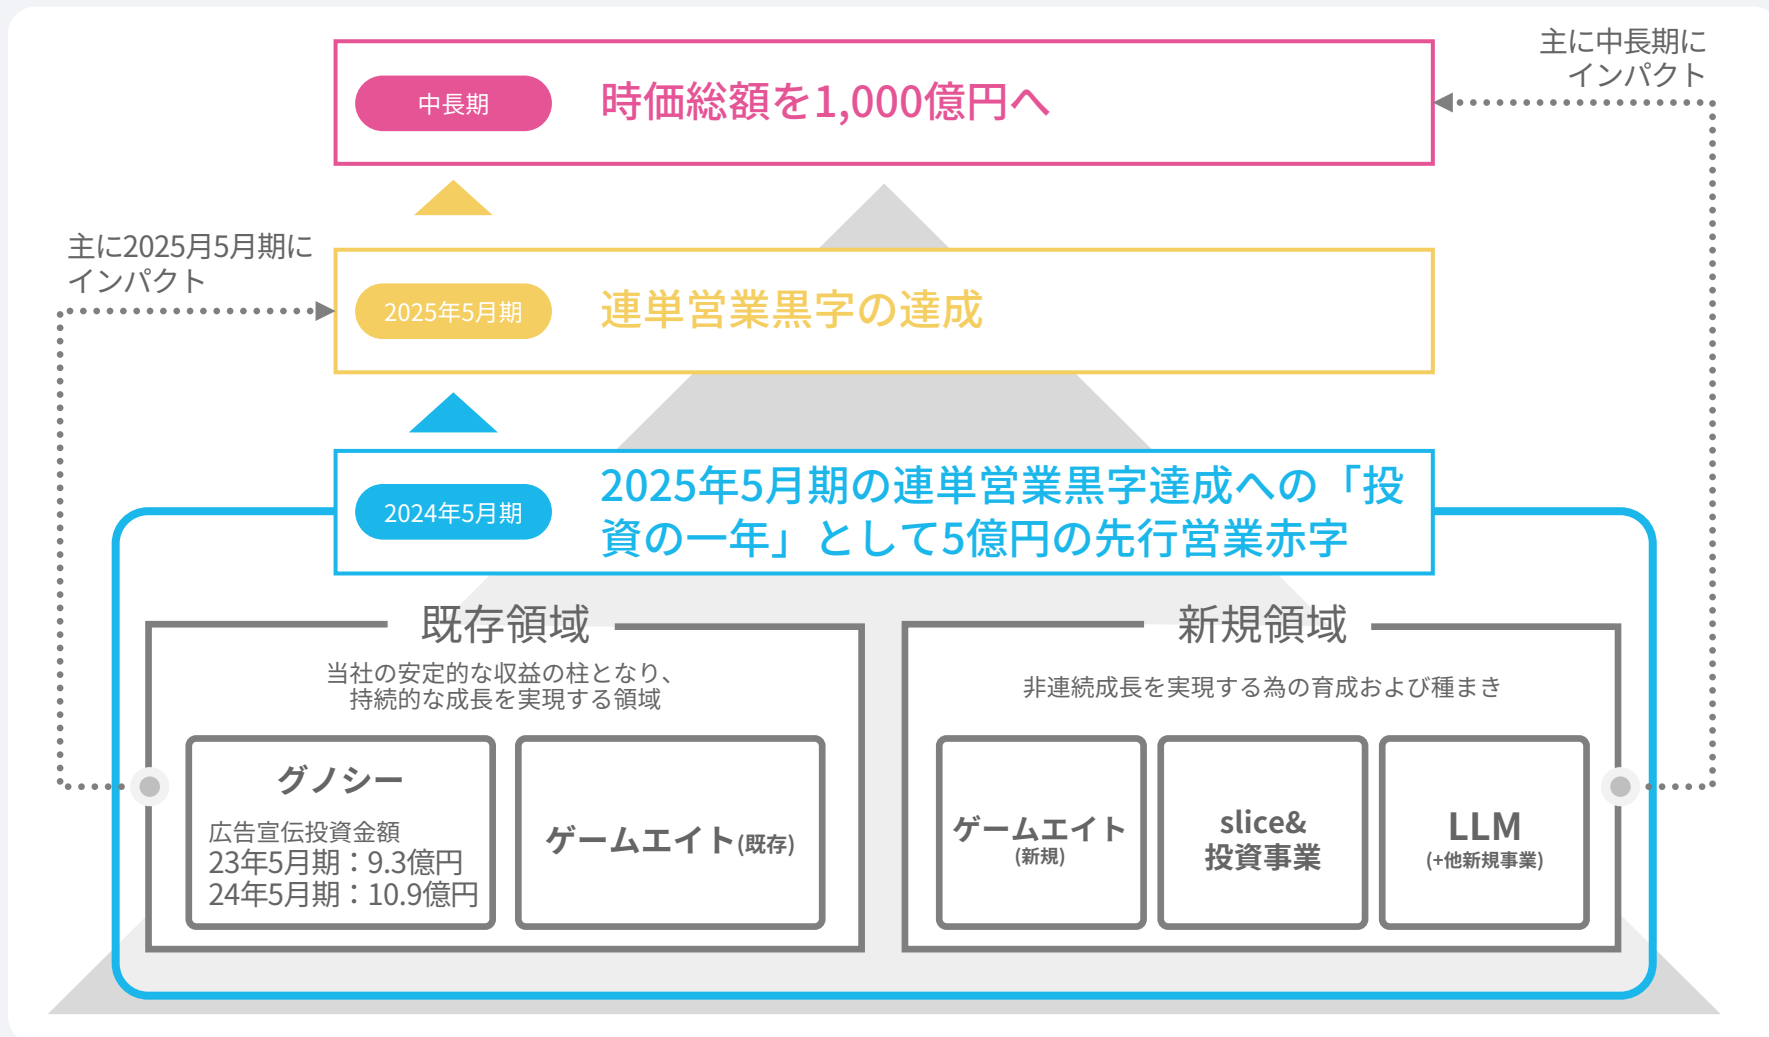 主に中長期に
インパクト
中長期
時価総額を1,000億円へ
主に2025月5月期に
インパクト
2025年5月期
連単営業黒字の達成
2024年5月期
2025年5月期の連単営業黒字達成への「投
資の一年」として5億円の先行営業赤字
既存領域
当社の安定的な収益の柱となり、
持続的な成長を実現する領域
グノシー
広告宣伝投資金額
23年5月期：9.3億円
24年5月期：10.9億円
ゲームエイト(既存)
新規領域
非連続成長を実現する為の育成および種まき
ゲームエイト
(新規)
slice&
投資事業
LLM
(+他新規事業)